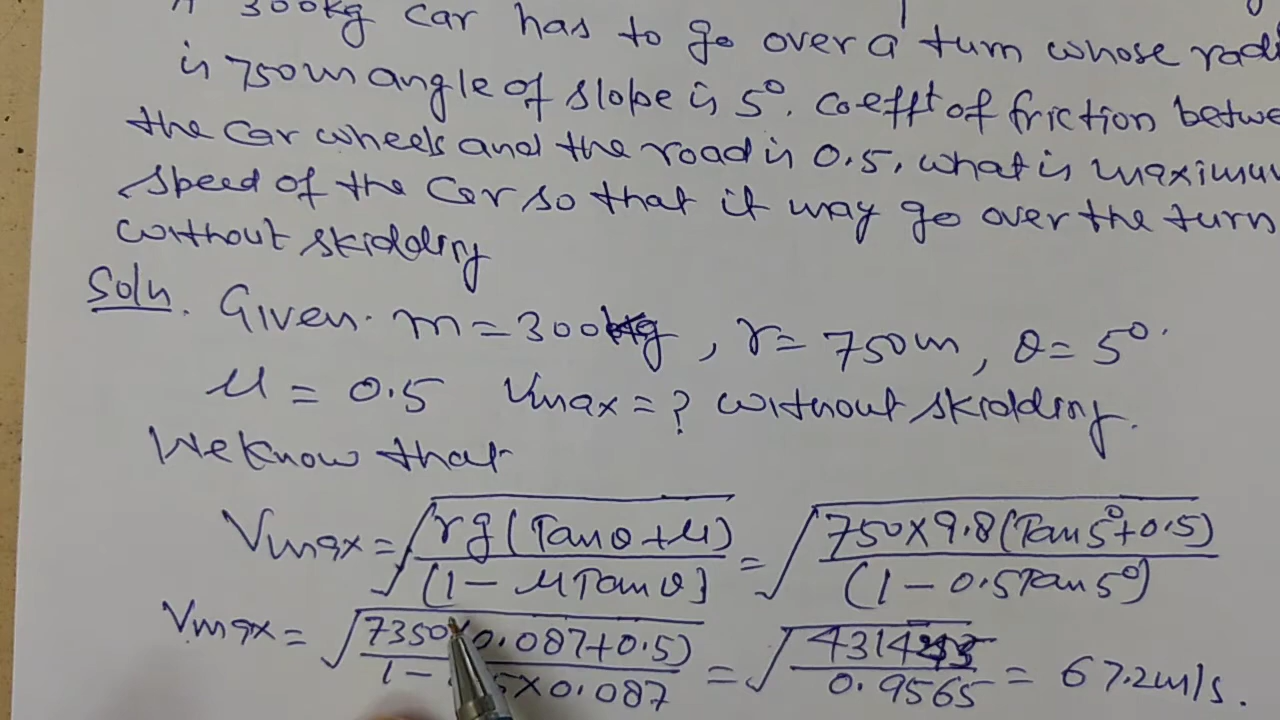 300kg car has to go over a turn whose radi
is 750m angle of slope is 5°. Coefft of friction betwe
the car wheels and the road is 0.5, what is maximum
speed of the car so that it may go over the turn
without skidding
Soln. Given. m = 300kg, r = 750m, θ = 5°.
μ = 0.5 Vmax = ? without skidding.
We know that
Vmax = √(rg(Tanθ+μ)/(1-μTanθ)) = √(750×9.8(Tan5°+0.5)/(1-0.5Tan5°))
Vmax = √(7350×0.087+0.5)/1- 5×0.087) = √(4314 /0.9565) = 67.2m/s.